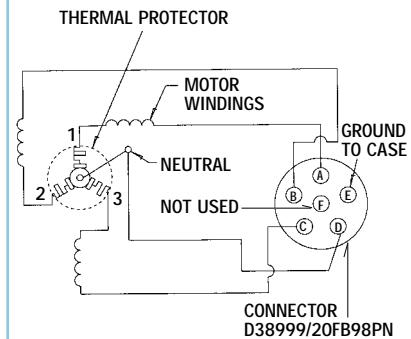 THERMAL PROTECTOR
MOTOR
WINDINGS
1
GROUND
TO CASE
NEUTRAL
A
B
E
2
3
NOT USED
F
C
D
CONNECTOR
D38999/20FB98PN